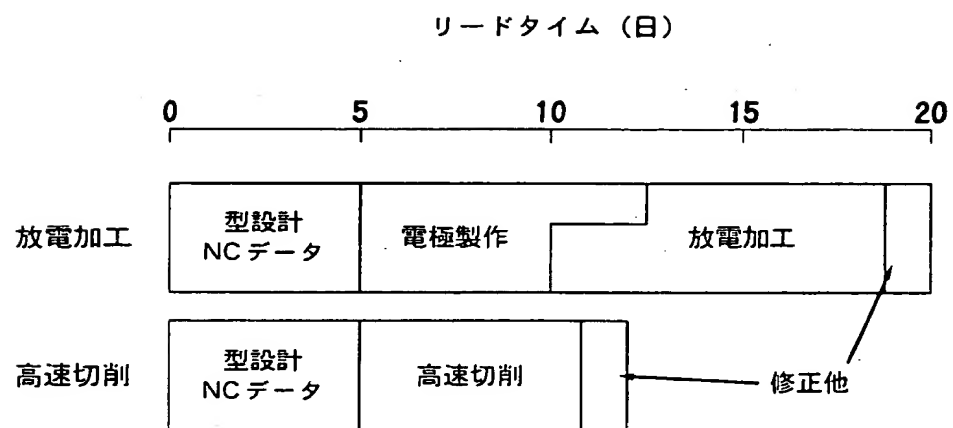 リードタイム（日）
0 5 10 15 20
放電加工
型設計
NCデータ
電極製作
放電加工
高速切削
型設計
NCデータ
高速切削
修正他